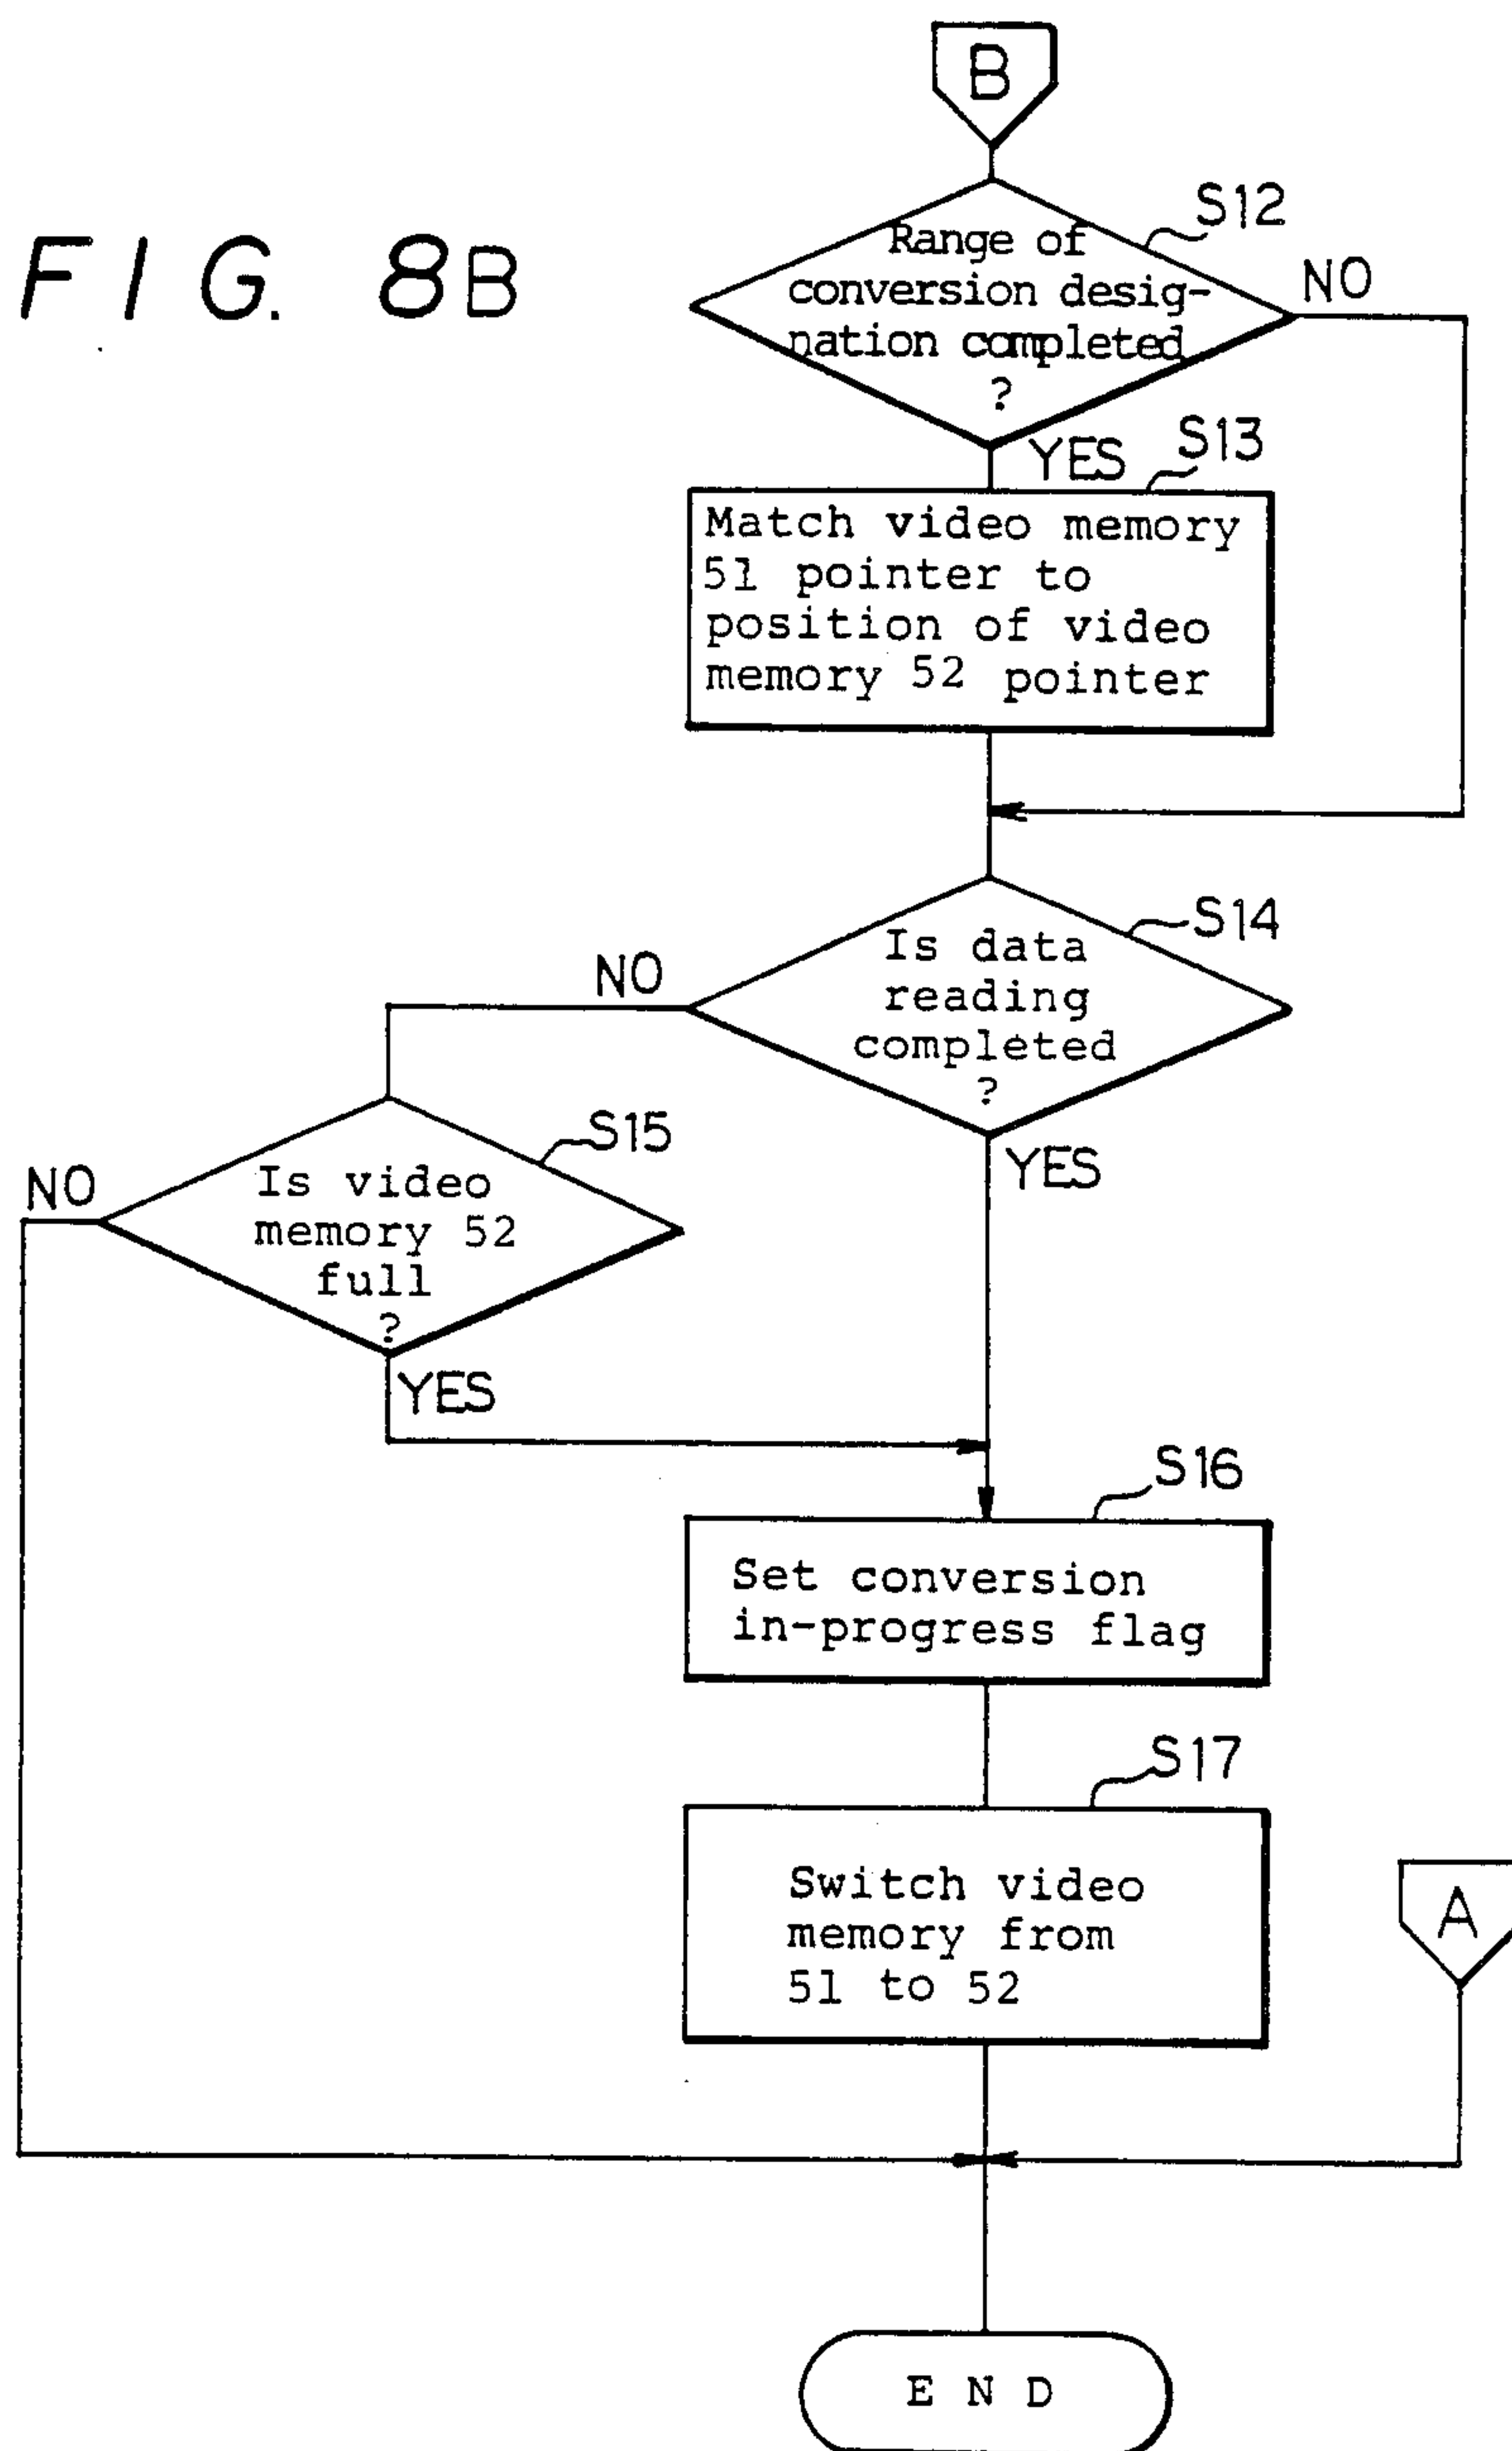 B
FIG. 8B
S12
Range of
conversion desig-
nation completed
?
NO
YES
S13
Match video memory
51 pointer to
position of video
memory 52 pointer
S14
Is data
reading
completed
?
NO
YES
S15
Is video
memory 52
full
?
NO
YES
S16
Set conversion
in-progress flag
S17
Switch video
memory from
51 to 52
A
END